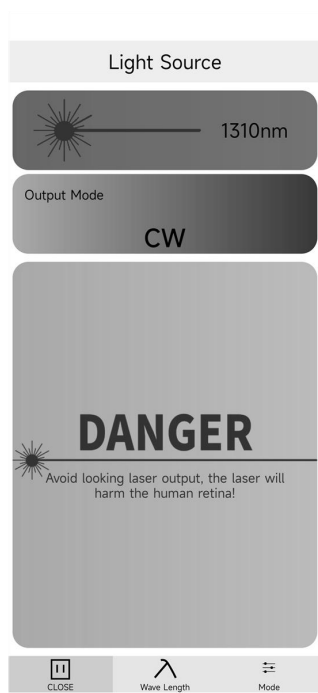 Light Source
1310nm
Output Mode
CW
DANGER
Avoid looking laser output, the laser will
harm the human retina!
CLOSE
Wave Length
Mode